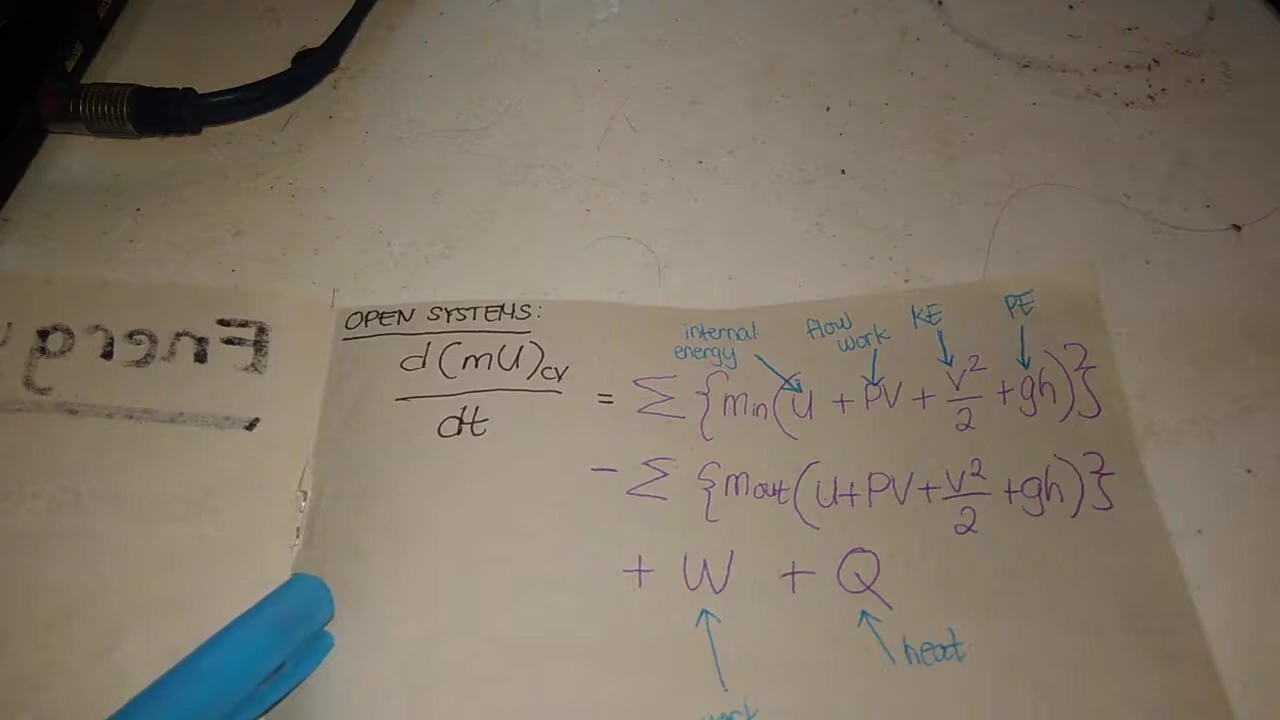 Energ
OPEN SYSTEMS:
internal energy
flow work
KE
PE
d(mU)cv
dt
= Σ {min(U + PV + v²/2 + gh)}
- Σ {mout(U+PV+v²/2 +gh)}
+ W + Q
heat